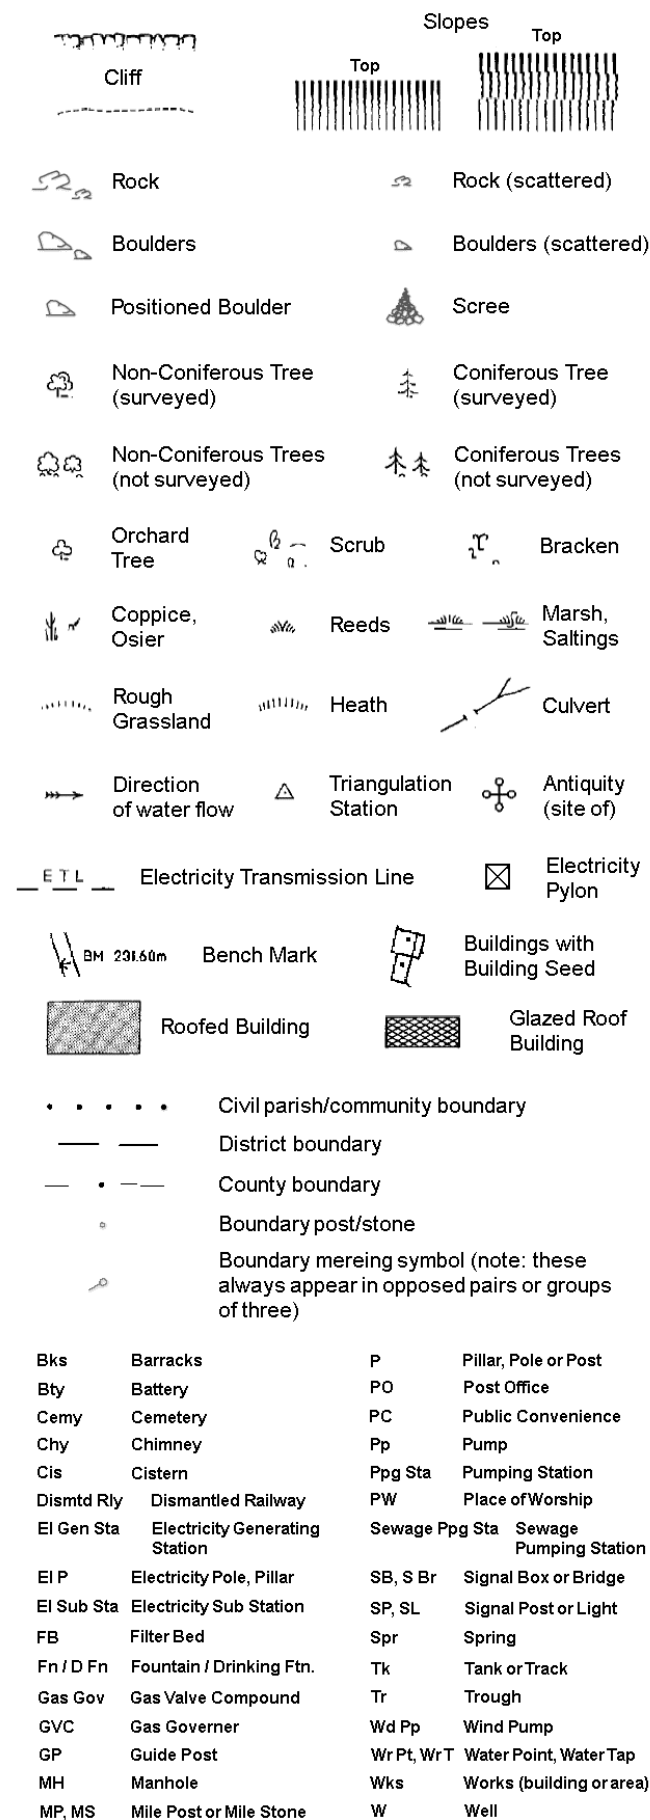 Slopes
Top
Top
Cliff
Rock
Rock (scattered)
Boulders
Boulders (scattered)
Positioned Boulder
Scree
Non-Coniferous Tree
(surveyed)
Coniferous Tree
(surveyed)
Non-Coniferous Trees
(not surveyed)
Coniferous Trees
(not surveyed)
Orchard
Tree
Scrub
Bracken
Coppice,
Osier
Reeds
Marsh,
Saltings
Rough
Grassland
Heath
Culvert
Direction
of water flow
Triangulation
Station
Antiquity
(site of)
E T L
Electricity Transmission Line
Electricity
Pylon
BM 231.60m
Bench Mark
Buildings with
Building Seed
Roofed Building
Glazed Roof
Building
Civil parish/community boundary
District boundary
County boundary
Boundary post/stone
Boundary mereing symbol (note: these
always appear in opposed pairs or groups
of three)
Bks Barracks
P Pillar, Pole or Post
Bty Battery
PO Post Office
Cemy Cemetery
PC Public Convenience
Chy Chimney
Pp Pump
Cis Cistern
Ppg Sta Pumping Station
Dismtd Rly Dismantled Railway
PW Place of Worship
El Gen Sta Electricity Generating
Station
Sewage Ppg Sta Sewage
Pumping Station
El P Electricity Pole, Pillar
SB, S Br Signal Box or Bridge
El Sub Sta Electricity Sub Station
SP, SL Signal Post or Light
FB Filter Bed
Spr Spring
Fn / D Fn Fountain / Drinking Ftn.
Tk Tank or Track
Gas Gov Gas Valve Compound
Tr Trough
GVC Gas Governer
Wd Pp Wind Pump
GP Guide Post
Wr Pt, Wr T Water Point, Water Tap
MH Manhole
Wks Works (building or area)
MP, MS Mile Post or Mile Stone
W Well